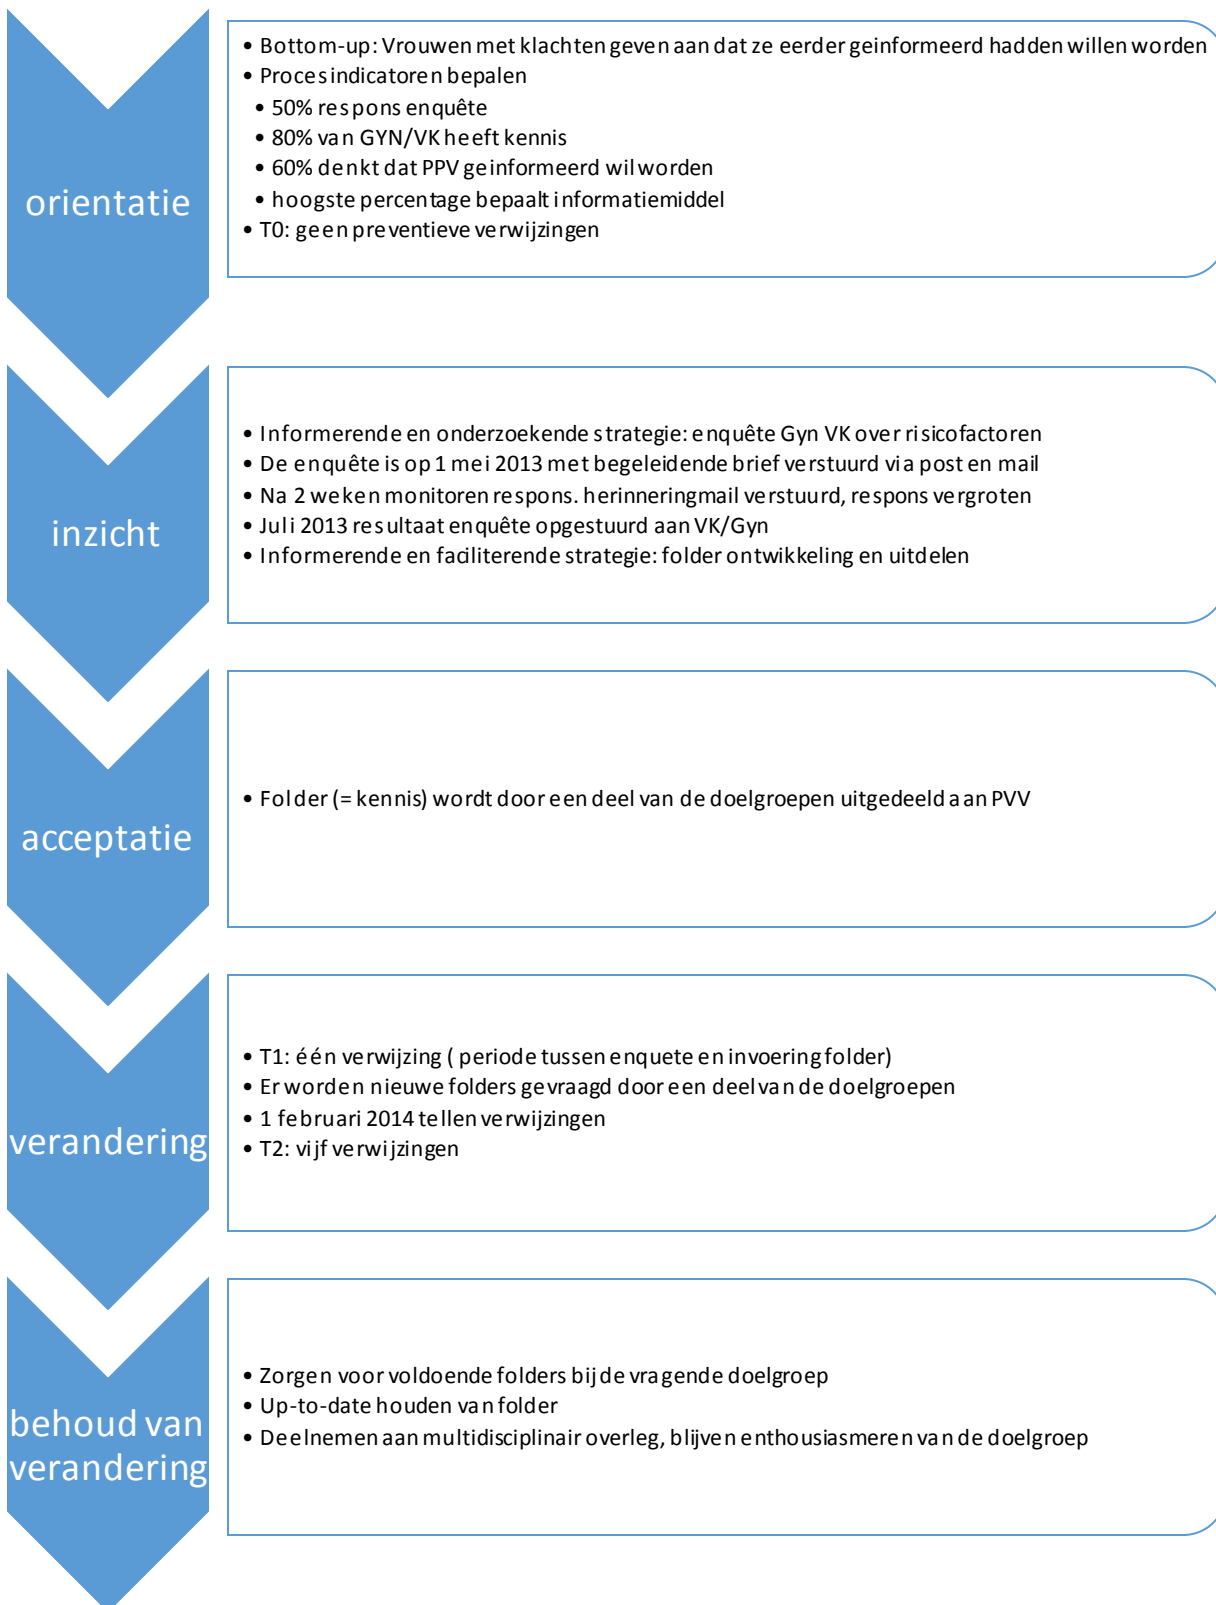 orientatie
• Bottom-up: Vrouwen met klachten geven aan dat ze eerder geinformeerd hadden willen worden
• Proces indicatoren bepalen
• 50% respons enquête
• 80% van GYN/VK heeft kennis
• 60% denkt dat PPV geinformeerd wil worden
• hoogste percentage bepaalt informatiemiddel
• T0: geen preventieve verwijzingen
inzicht
• Informerende en onderzoekende strategie: enquête Gyn VK over risicofactoren
• De enquête is op 1 mei 2013 met begeleidende brief verstuurd via post en mail
• Na 2 weken monitoren respons. herinneringmail verstuurd, respons vergroten
• Juli 2013 resultaat enquête opgestuurd aan VK/Gyn
• Informerende en faciliterende strategie: folder ontwikkeling en uitdelen
acceptatie
• Folder (= kennis) wordt door een deel van de doelgroepen uitgedeeld aan PVV
verandering
• T1: één verwijzing ( periode tussen enquete en invoering folder)
• Er worden nieuwe folders gevraagd door een deel van de doelgroepen
• 1 februari 2014 tellen verwijzingen
• T2: vijf verwijzingen
behoud van
verandering
• Zorgen voor voldoende folders bij de vragende doelgroep
• Up-to-date houden van folder
• Deelnemen aan multidisciplinair overleg, blijven enthousiasmeren van de doelgroep